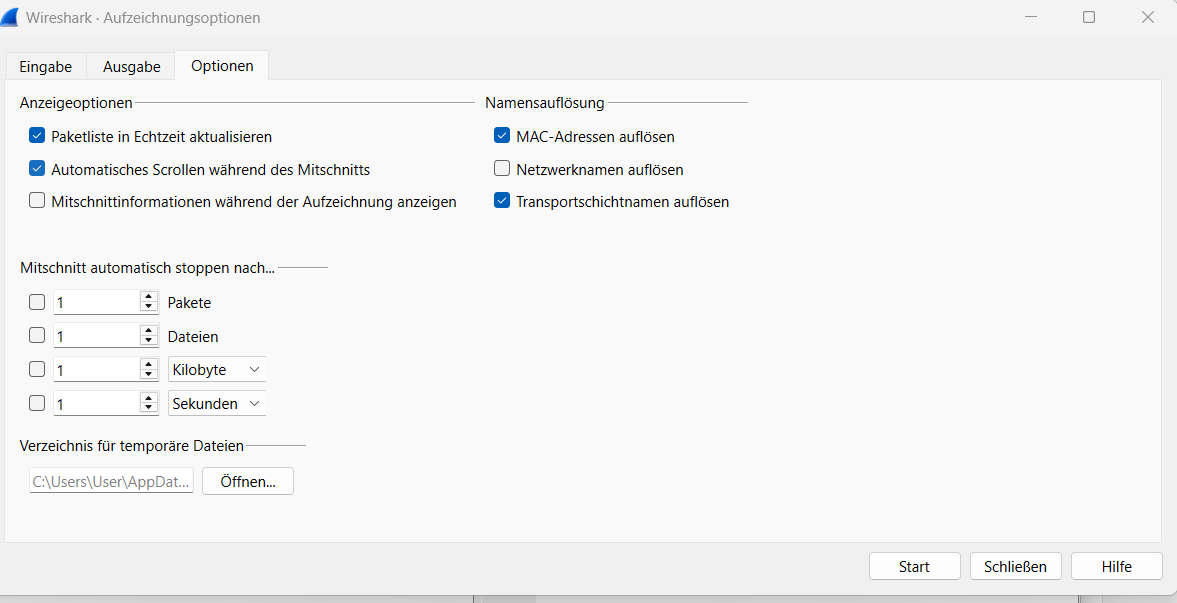 Wireshark · Aufzeichnungsoptionen
Eingabe Ausgabe Optionen
Anzeigeoptionen Namensauflösung
Paketliste in Echtzeit aktualisieren MAC-Adressen auflösen
Automatisches Scrollen während des Mitschnitts Netzwerknamen auflösen
Mitschnittinformationen während der Aufzeichnung anzeigen Transportschichtnamen auflösen
Mitschnitt automatisch stoppen nach...
1 Pakete
1 Dateien
1 Kilobyte
1 Sekunden
Verzeichnis für temporäre Dateien
C:\Users\User\AppDat... Öffnen...
Start Schließen Hilfe